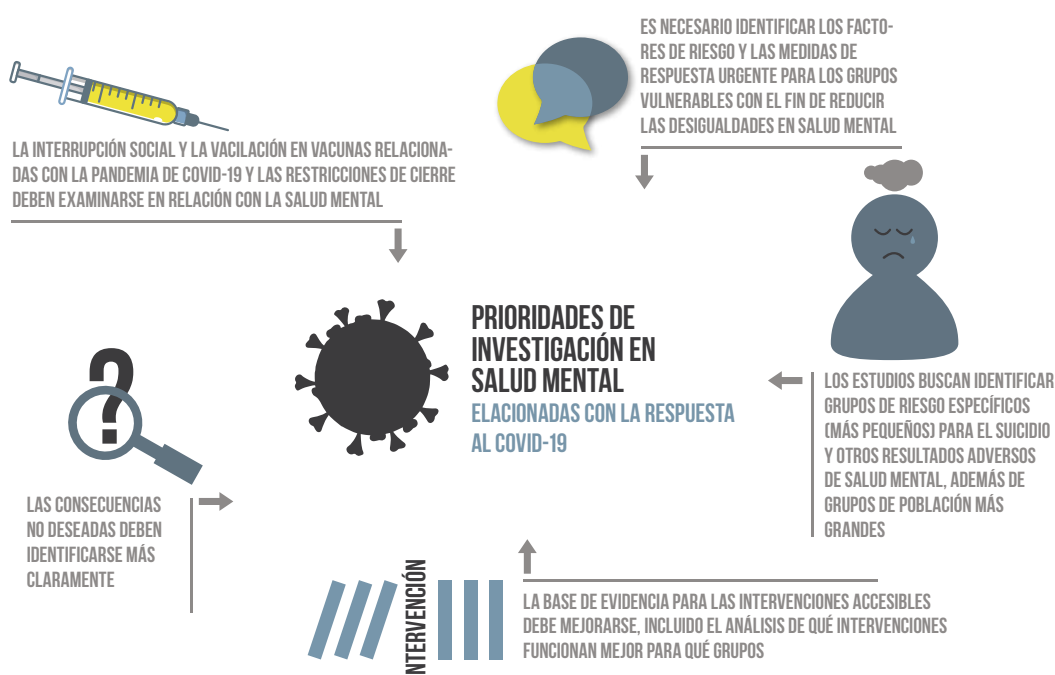 LA INTERRUPCIÓN SOCIAL Y LA VACILACIÓN EN VACUNAS RELACIONA-
DAS CON LA PANDEMIA DE COVID-19 Y LAS RESTRICCIONES DE CIERRE
DEBEN EXAMINARSE EN RELACIÓN CON LA SALUD MENTAL
ES NECESARIO IDENTIFICAR LOS FACTO-
RES DE RIESGO Y LAS MEDIDAS DE
RESPUESTA URGENTE PARA LOS GRUPOS
VULNERABLES CON EL FIN DE REDUCIR
LAS DESIGUALDADES EN SALUD MENTAL
PRIORIDADES DE
INVESTIGACIÓN EN
SALUD MENTAL
ELACIONADAS CON LA RESPUESTA
AL COVID-19
?
LAS CONSECUENCIAS
NO DESEADAS DEBEN
IDENTIFICARSE MÁS
CLARAMENTE
LOS ESTUDIOS BUSCAN IDENTIFICAR
GRUPOS DE RIESGO ESPECÍFICOS
(MÁS PEQUEÑOS) PARA EL SUICIDIO
Y OTROS RESULTADOS ADVERSOS
DE SALUD MENTAL, ADEMÁS DE
GRUPOS DE POBLACIÓN MÁS
GRANDES
NTERVENCIÓN
LA BASE DE EVIDENCIA PARA LAS INTERVENCIONES ACCESIBLES
DEBE MEJORARSE, INCLUIDO EL ANÁLISIS DE QUÉ INTERVENCIONES
FUNCIONAN MEJOR PARA QUÉ GRUPOS